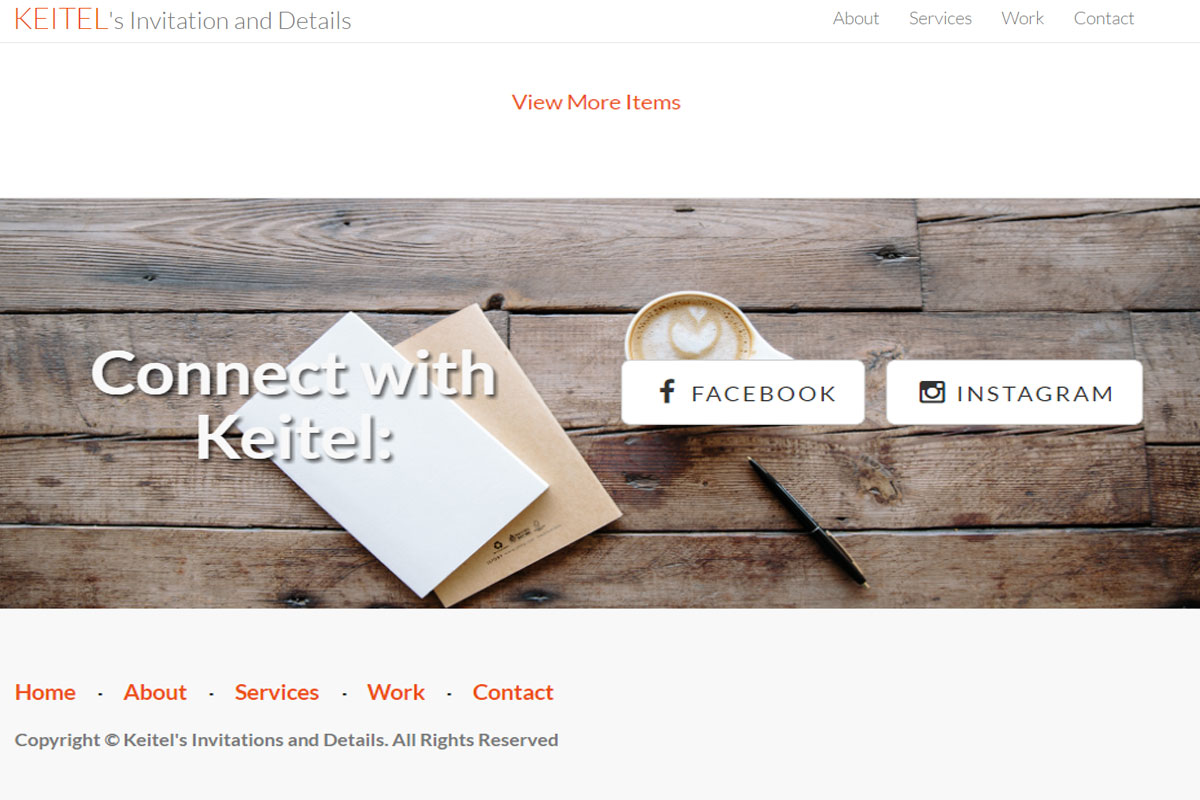 KEITEL's Invitation and Details
About Services Work Contact
View More Items
Connect with
Keitel:
FACEBOOK
INSTAGRAM
Home · About · Services · Work · Contact
Copyright © Keitel's Invitations and Details. All Rights Reserved